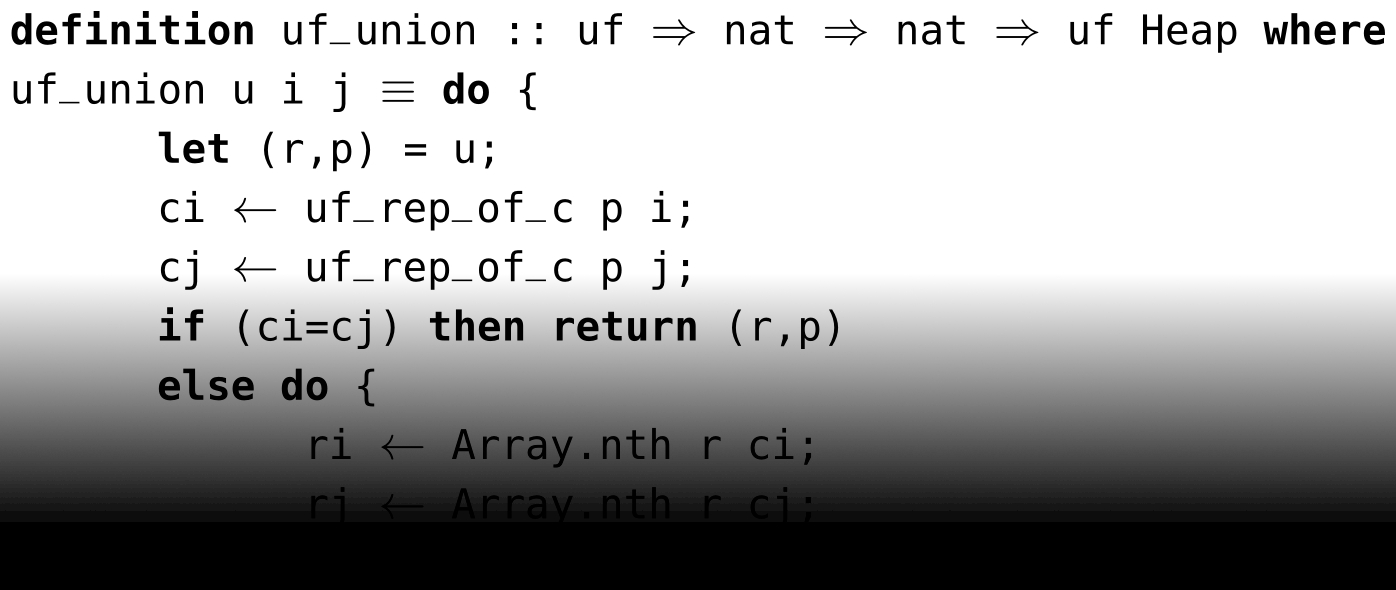 definition uf_union :: uf ⇒ nat ⇒ nat ⇒ uf Heap where
uf_union u i j ≡ do {
let (r,p) = u;
ci ← uf_rep_of_c p i;
cj ← uf_rep_of_c p j;
if (ci=cj) then return (r,p)
else do {
ri ← Array.nth r ci;
rj ← Array.nth r cj;